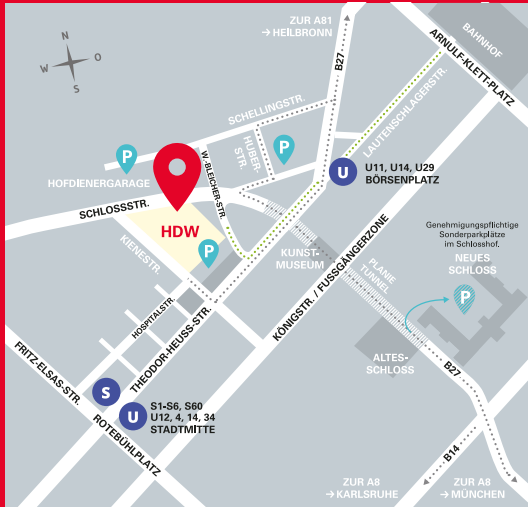 ZUR A81
→ HEILBRONN
BAHNHOF
ARNULF-KLETT-PLATZ
N
W
O
S
B27
LAUTENSCHLAGERSTR.
SCHELLINGSTR.
HUBER-
STR.
P
P
HOFDIENERGARAGE
W.-BLEICHER-STR.
U
U11, U14, U29
BÖRSENPLATZ
SCHLOSSSTR.
HDW
P
KIENESTR.
KUNST-
MUSEUM
PLANIE
TUNNEL
KÖNIGSTR. / FUSSGÄNGERZONE
Genehmigungspflichtige
Sonderparkplätze
im Schlosshof.
NEUES
SCHLOSS
P
HOSPITALSTR.
THEODOR-HEUSS-STR.
ALTES-
SCHLOSS
B27
FRITZ-ELSAS-STR.
S
U
S1-S6, S60
U12, 4, 14, 34
STADTMITTE
ROTEBÜHLPLATZ
B14
ZUR A8
→ KARLSRUHE
ZUR A8
→ MÜNCHEN